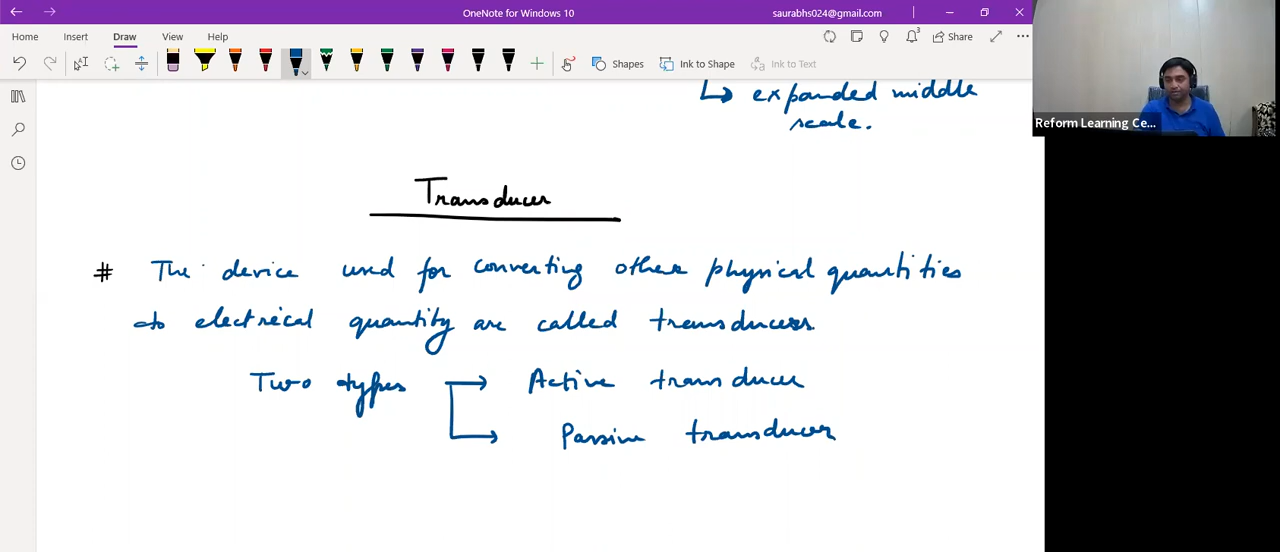 OneNote for Windows 10
saurabhs024@gmail.com
Home Insert Draw View Help
3
Share
Shapes
Ink to Shape
Ink to Text
Reform Learning Ce...
↳ expanded middle
scale.
Transducer
# The device used for converting other physical quantities
to electrical quantity are called transducers.
Two types → Active transducer
→ Passive transducer